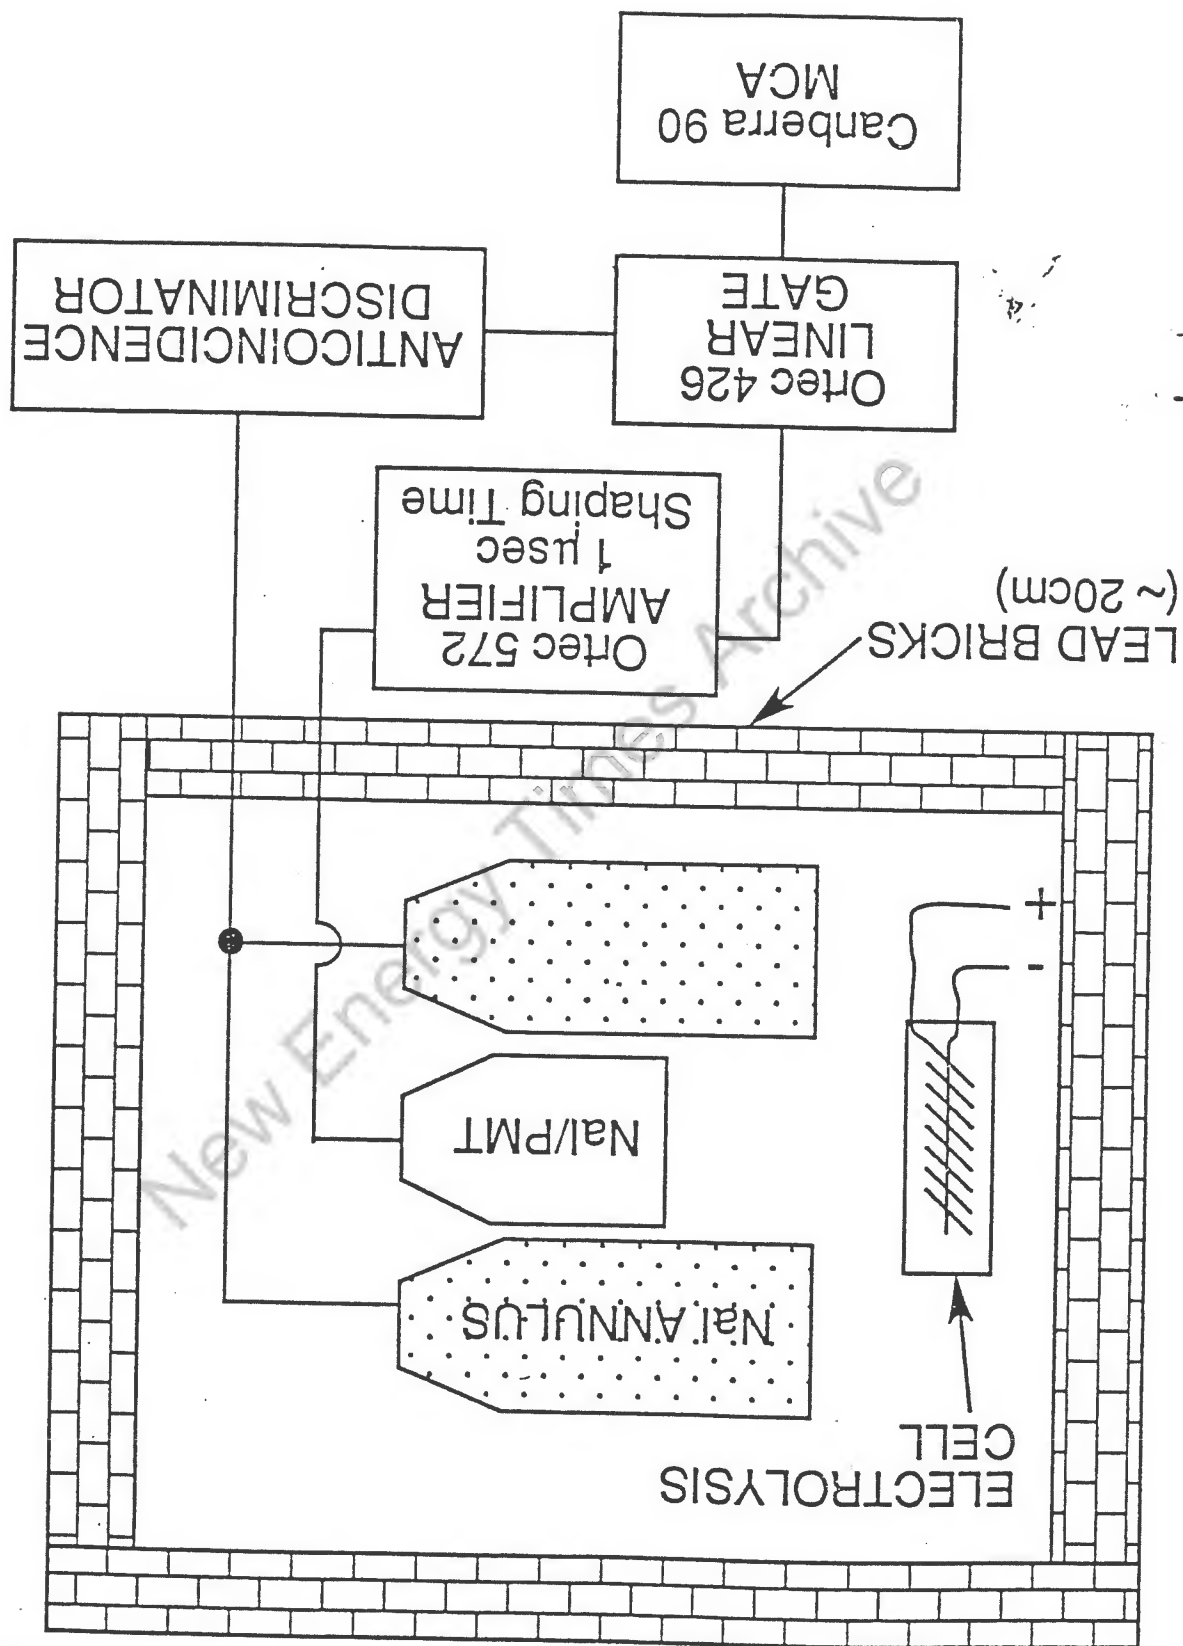 ELECTROLYSIS
CELL
NaI ANNULUS
NaI/PMT
-
+
LEAD BRICKS
(~ 20cm)
Ortec 572
AMPLIFIER
1 μsec
Shaping Time
Ortec 426
LINEAR
GATE
ANTICOINCIDENCE
DISCRIMINATOR
Canberra 90
MCA
New Energy Times Archive